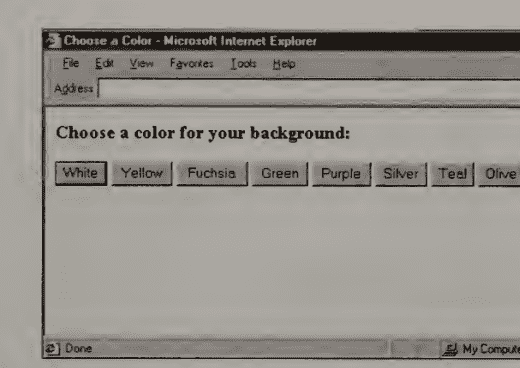 Choose a Color - Microsoft Internet Explorer
File Edit View Favorites Tools Help
Address
Choose a color for your background:
White Yellow Fuchsia Green Purple Silver Teal Olive
Done My Compute